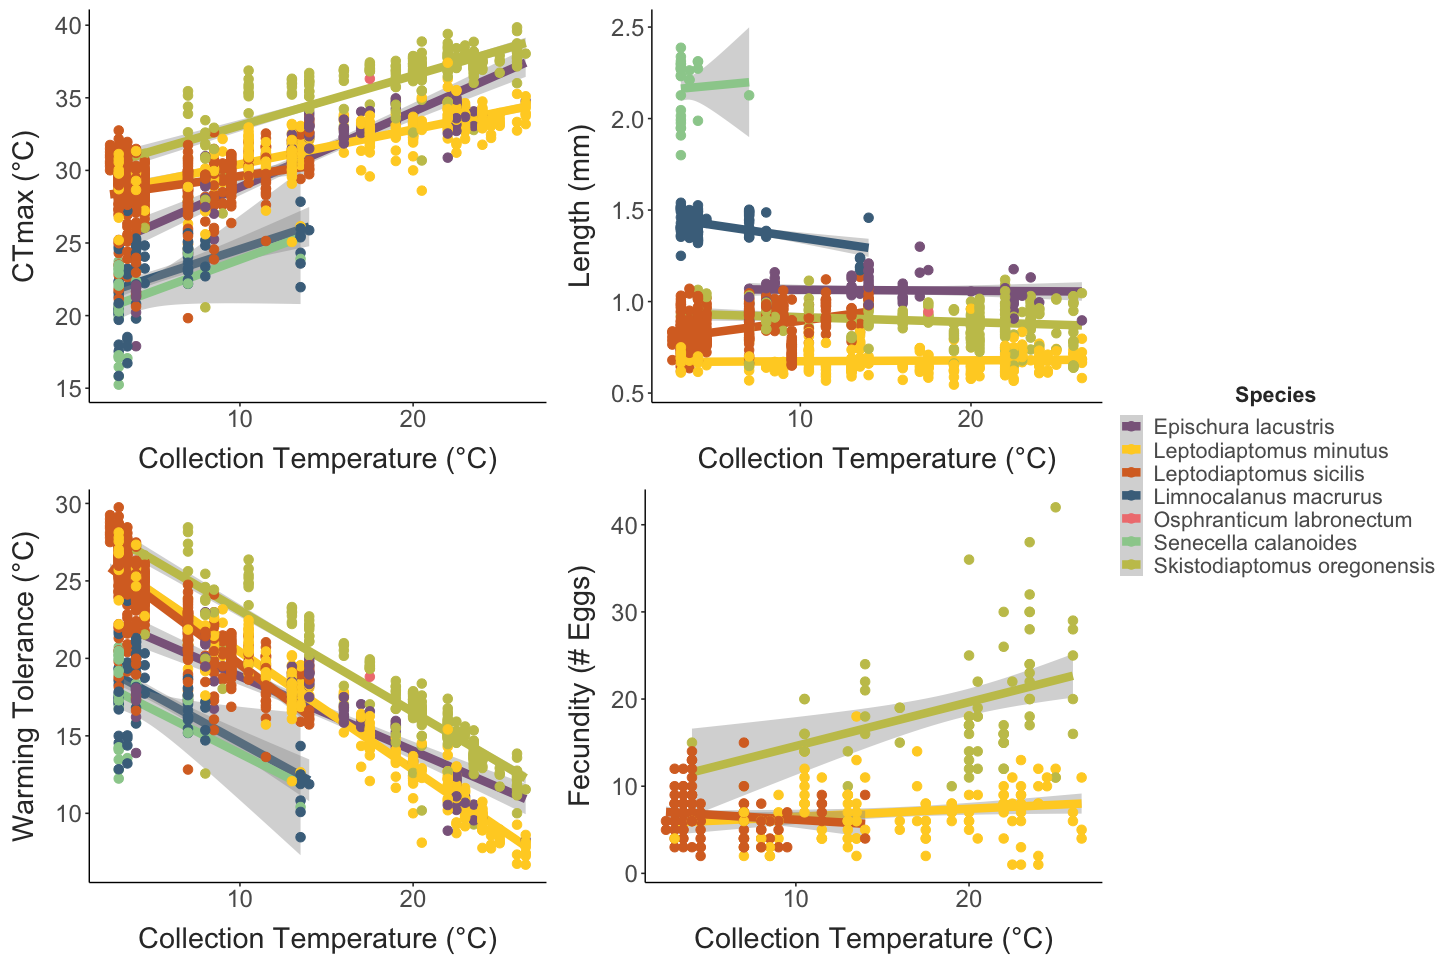 40
35
30
25
20
15
CTmax (°C)
10
20
Collection Temperature (°C)
2.5
2.0
1.5
1.0
0.5
Length (mm)
10
20
Collection Temperature (°C)
30
25
20
15
10
Warming Tolerance (°C)
10
20
Collection Temperature (°C)
40
30
20
10
0
Fecundity (# Eggs)
10
20
Collection Temperature (°C)
Species
Epischura lacustris
Leptodiaptomus minutus
Leptodiaptomus sicilis
Limnocalanus macrurus
Osphranticum labronectum
Senecella calanoides
Skistodiaptomus oregonensis